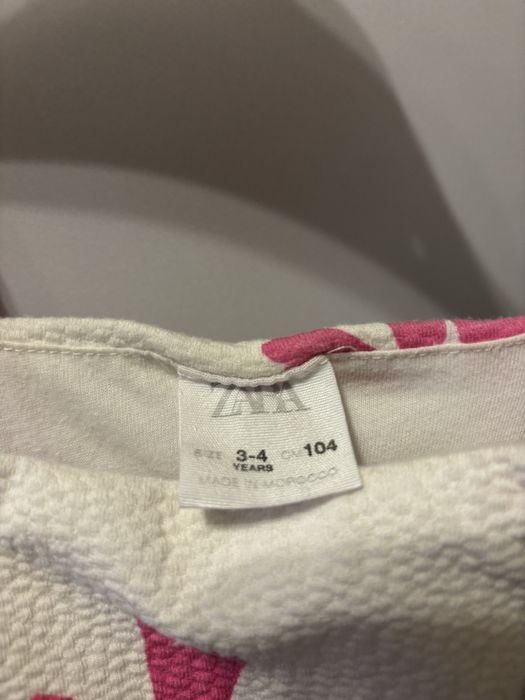 ZARA
SIZE 3-4 CM 104
YEARS
MADE IN MOROCCO